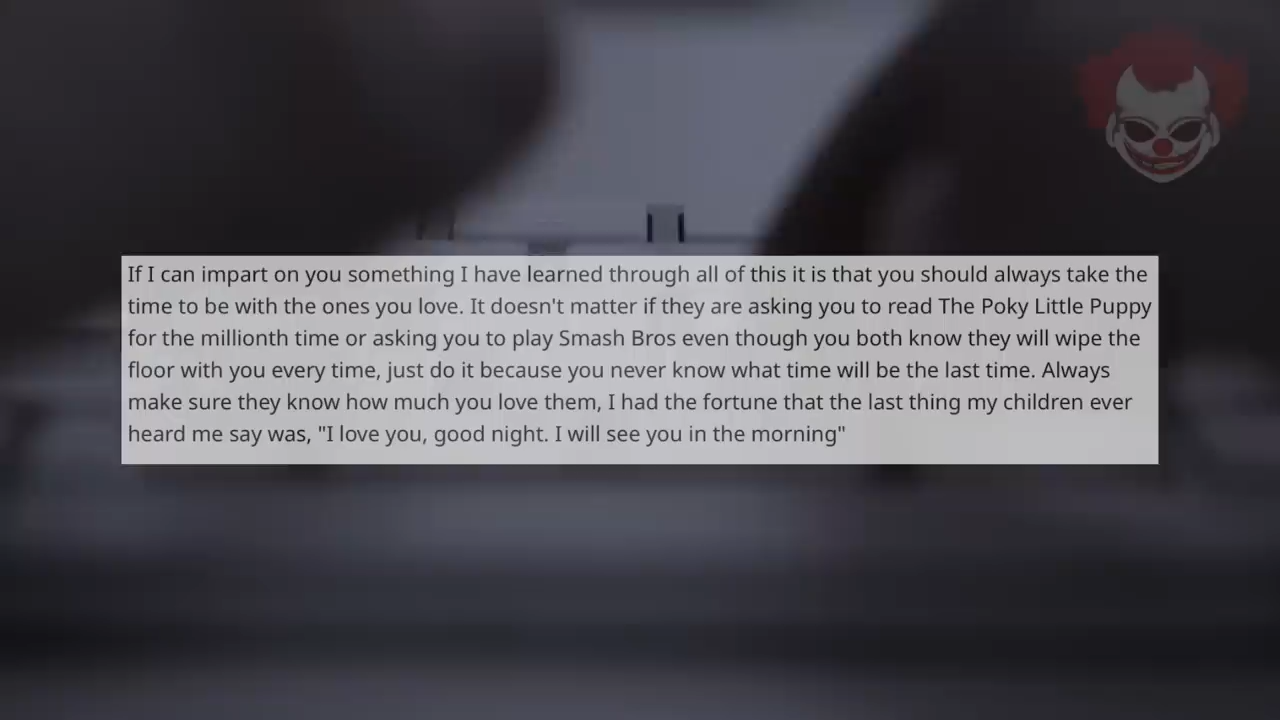 If I can impart on you something I have learned through all of this it is that you should always take the
time to be with the ones you love. It doesn't matter if they are asking you to read The Poky Little Puppy
for the millionth time or asking you to play Smash Bros even though you both know they will wipe the
floor with you every time, just do it because you never know what time will be the last time. Always
make sure they know how much you love them, I had the fortune that the last thing my children ever
heard me say was, "I love you, good night. I will see you in the morning"